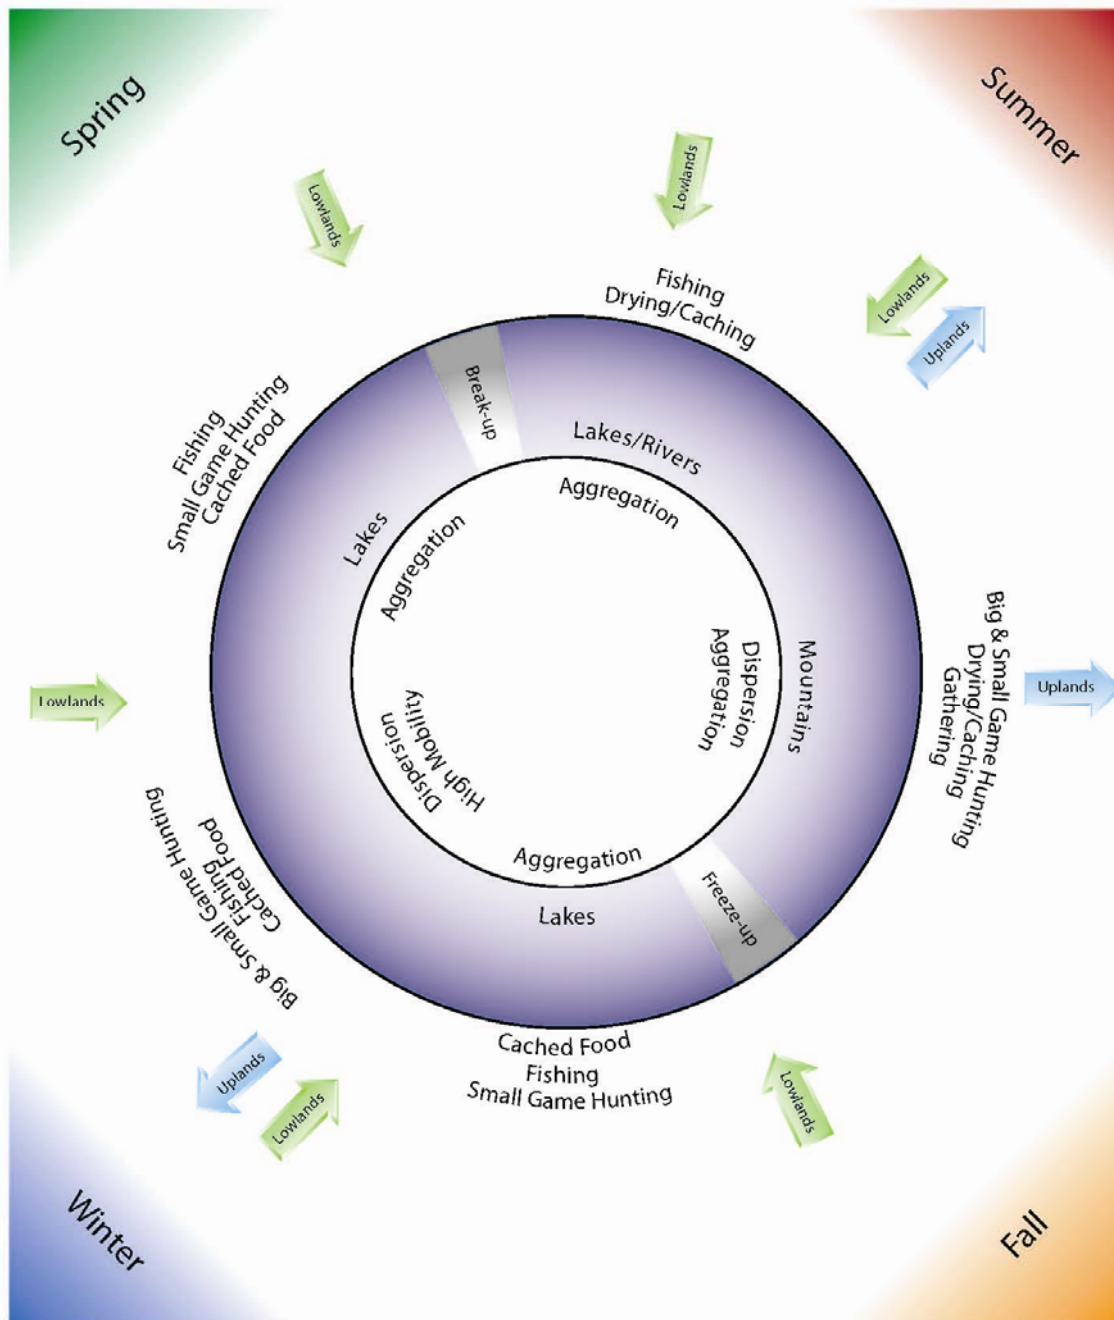 Spring
Summer
Lowlands
Lowlands
Lowlands
Uplands
Fishing
Drying/Caching
Break-up
Fishing
Small Game Hunting
Cached Food
Lakes/Rivers
Aggregation
Lakes
Aggregation
Mountains
Dispersion
Aggregation
Big & Small Game Hunting
Drying/Caching
Gathering
Uplands
Lowlands
Dispersion
High Mobility
Big & Small Game Hunting
Fishing
Cached Food
Aggregation
Lakes
Freeze-up
Cached Food
Fishing
Small Game Hunting
Uplands
Lowlands
Lowlands
Winter
Fall